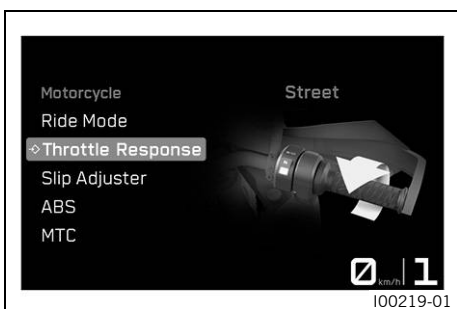 Motorcycle
Street
Ride Mode
Throttle Response
Slip Adjuster
ABS
MTC
0 km/h 1
I00219-01